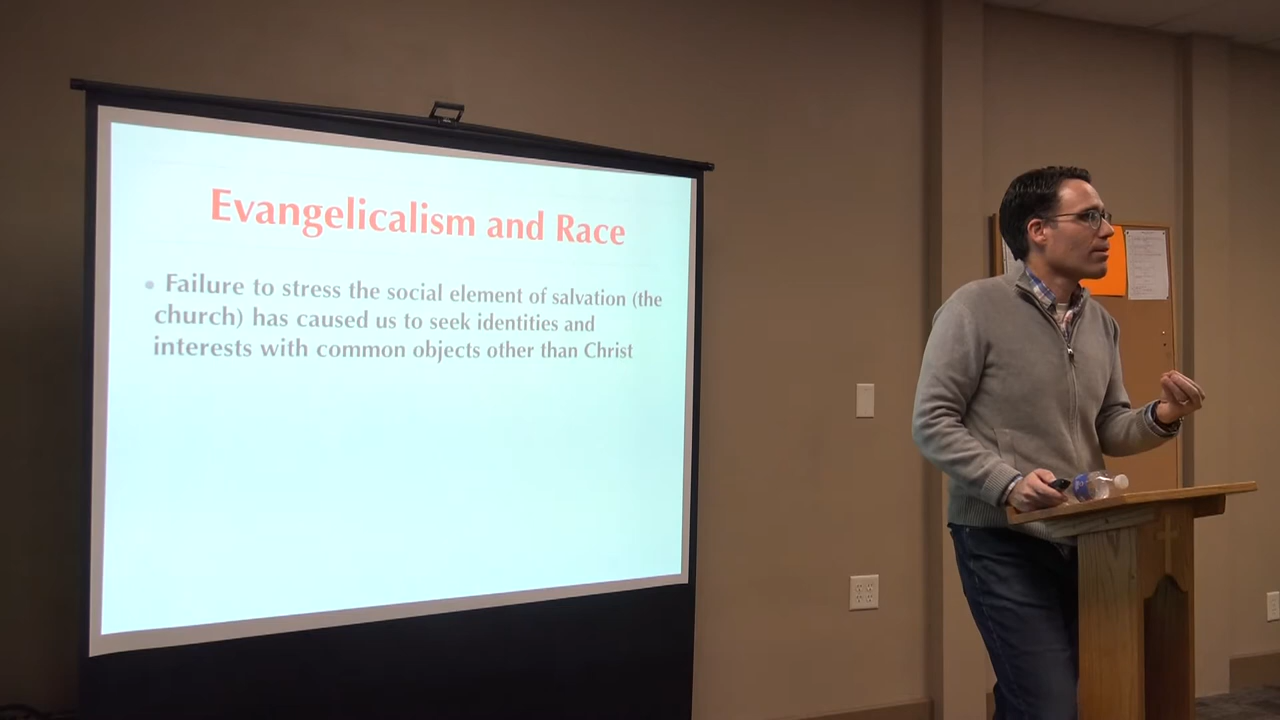 Evangelicalism and Race
• Failure to stress the social element of salvation (the
church) has caused us to seek identities and
interests with common objects other than Christ